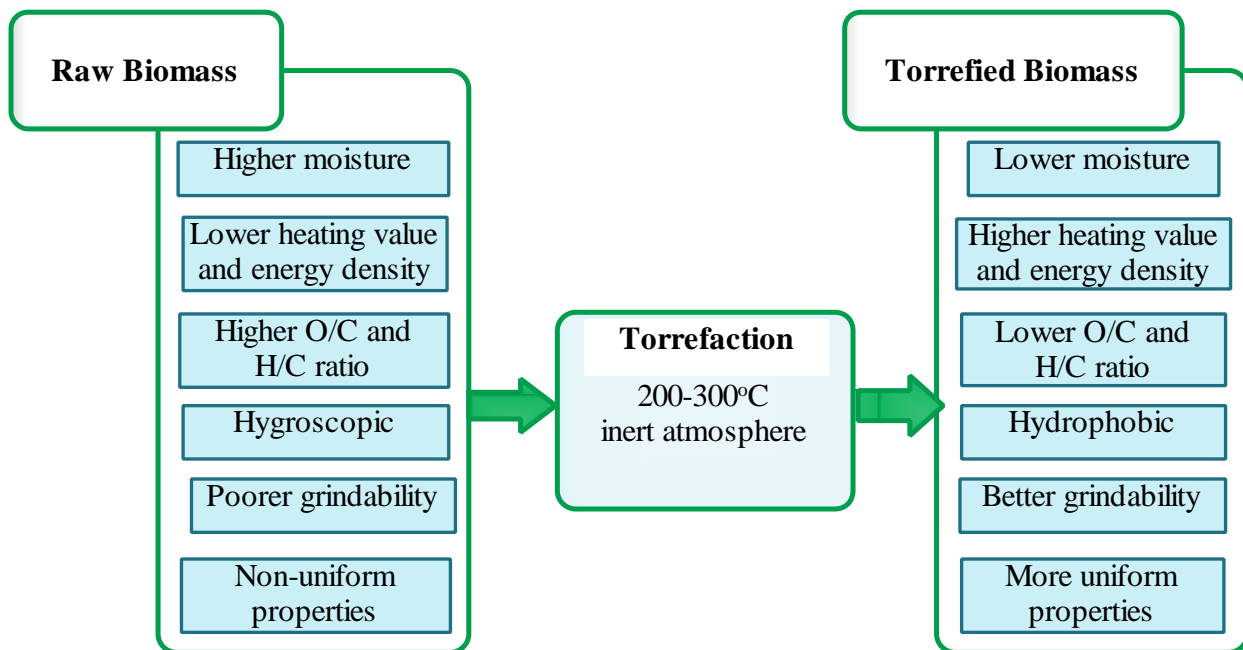 Raw Biomass
Higher moisture
Lower heating value
and energy density
Higher O/C and
H/C ratio
Hygroscopic
Poorer grindability
Non-uniform
properties
Torrefaction
200-300ᵒC
inert atmosphere
Torrefied Biomass
Lower moisture
Higher heating value
and energy density
Lower O/C and
H/C ratio
Hydrophobic
Better grindability
More uniform
properties